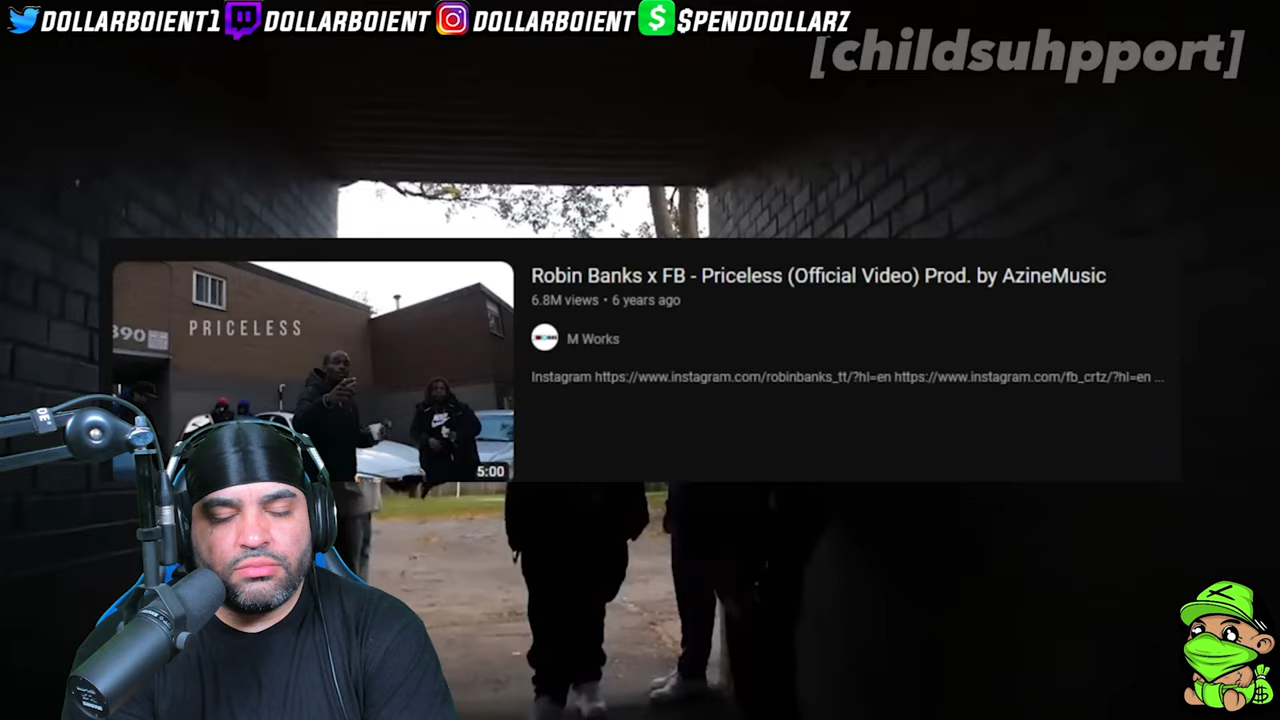 DOLLARBOIENT1 DOLLARBOIENT DOLLARBOIENT $ $PENDDOLLARZ
[childsuhpport]
Robin Banks x FB - Priceless (Official Video) Prod. by AzineMusic
6.8M views • 6 years ago
390
PRICELESS
M Works
Instagram https://www.instagram.com/robinbanks_tt/?hl=en https://www.instagram.com/fb_crtz/?hl=en ...
5:00
$